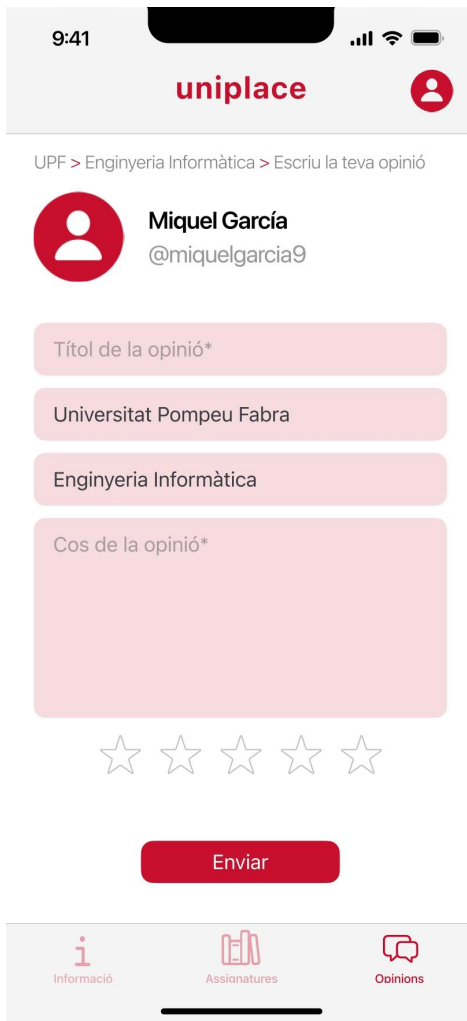 9:41
uniplace
UPF > Enginyeria Informàtica > Escriu la teva opinió
Miquel García
@miquelgarcia9
Títol de la opinió*
Universitat Pompeu Fabra
Enginyeria Informàtica
Cos de la opinió*
Enviar
Informació Assignatures Opinions